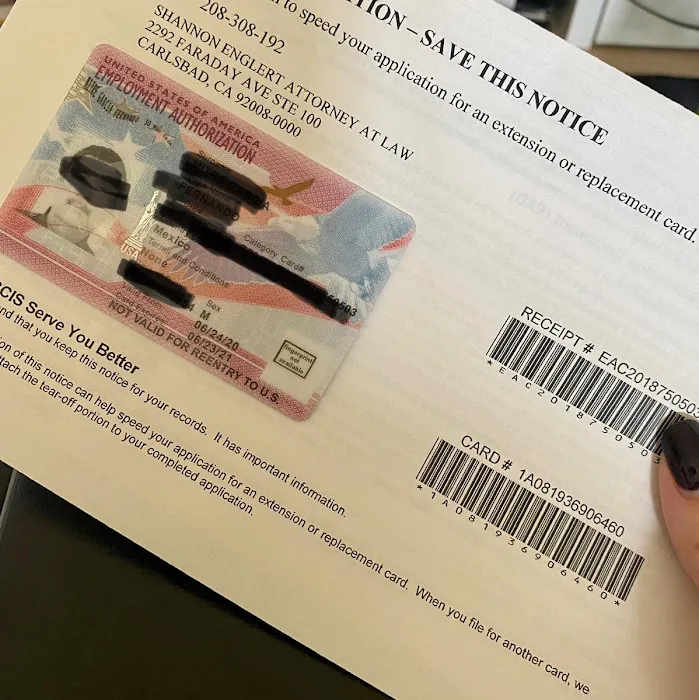 ATION – SAVE THIS NOTICE
to speed your application for an extension or replacement card.
208-308-192
SHANNON ENGLERT ATTORNEY AT LAW
2292 FARADAY AVE STE 100
CARLSBAD, CA 92008-0000
UNITED STATES OF AMERICA
EMPLOYMENT AUTHORIZATION
Category Card#
Mexico
Terms and Conditions
None
USA
Sex
M
06/24/20
06/23/21
NOT VALID FOR REENTRY TO U.S.
fingerprint
not
available
RECEIPT # EAC201875050
*EAC2018750503
CARD # 1A081936906460
*1A081936906460*
CIS Serve You Better
nd that you keep this notice for your records. It has important information.
on of this notice can help speed your application for an extension or replacement card. When you file for another card, we
ttach the tear-off portion to your completed application.